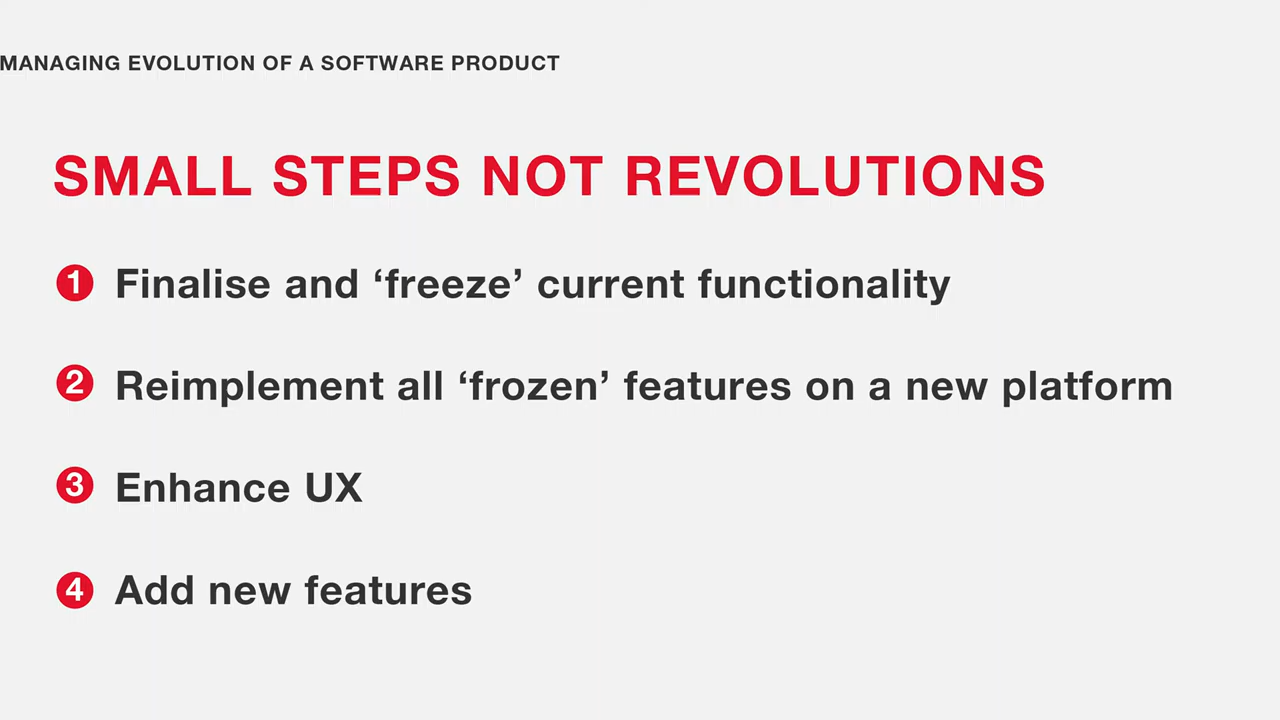 MANAGING EVOLUTION OF A SOFTWARE PRODUCT
SMALL STEPS NOT REVOLUTIONS
1 Finalise and ‘freeze’ current functionality
2 Reimplement all ‘frozen’ features on a new platform
3 Enhance UX
4 Add new features